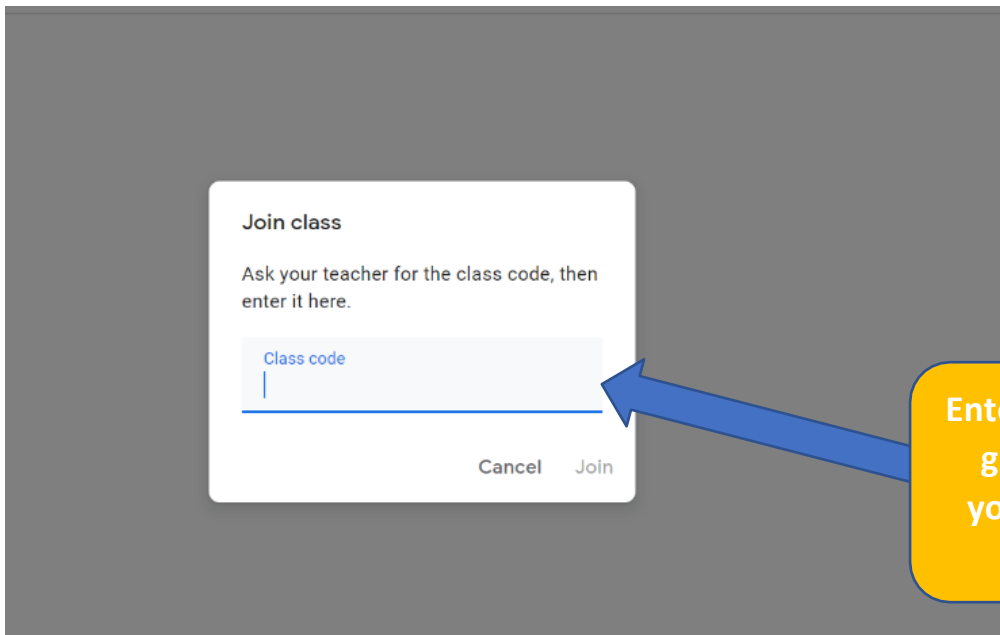 Join class
Ask your teacher for the class code, then
enter it here.
Class code
Cancel Join